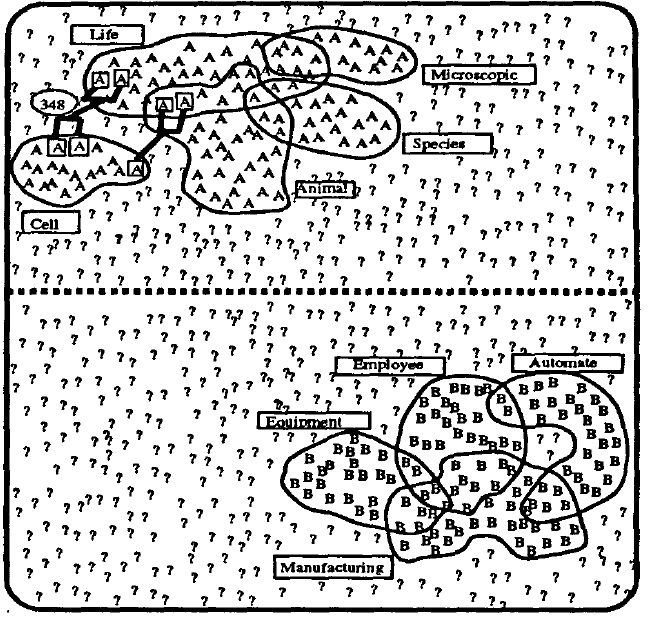 Life
Microscopic
348
Species
Animal
Cell
Employee
Automate
Equipment
Manufacturing